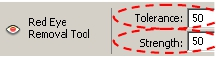 Red Eye
Removal Tool
Tolerance: 50
Strength: 50